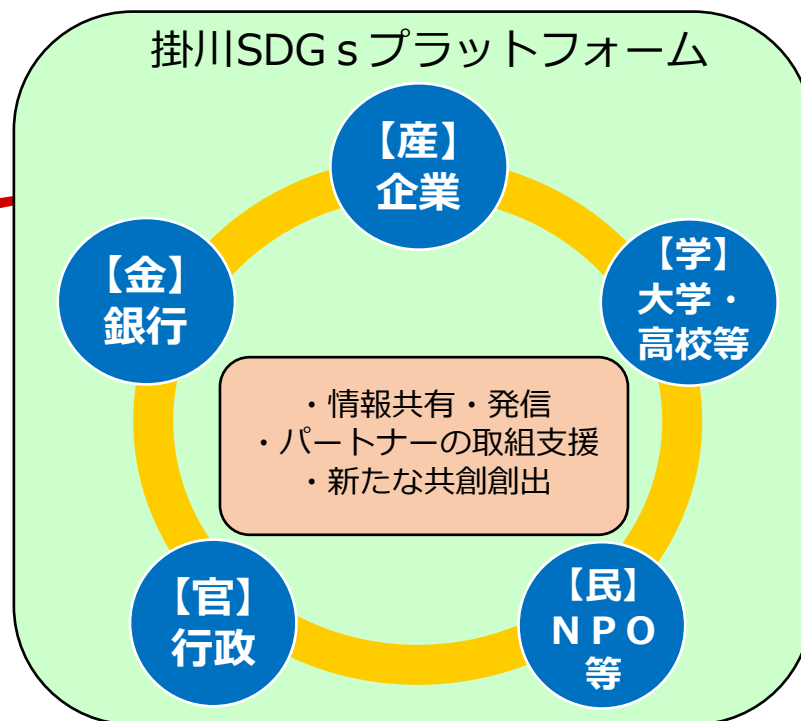 掛川SDGｓプラットフォーム
【産】
企業
【金】
銀行
【学】
大学・
高校等
・情報共有・発信
・パートナーの取組支援
・新たな共創創出
【官】
行政
【民】
ＮＰＯ
等